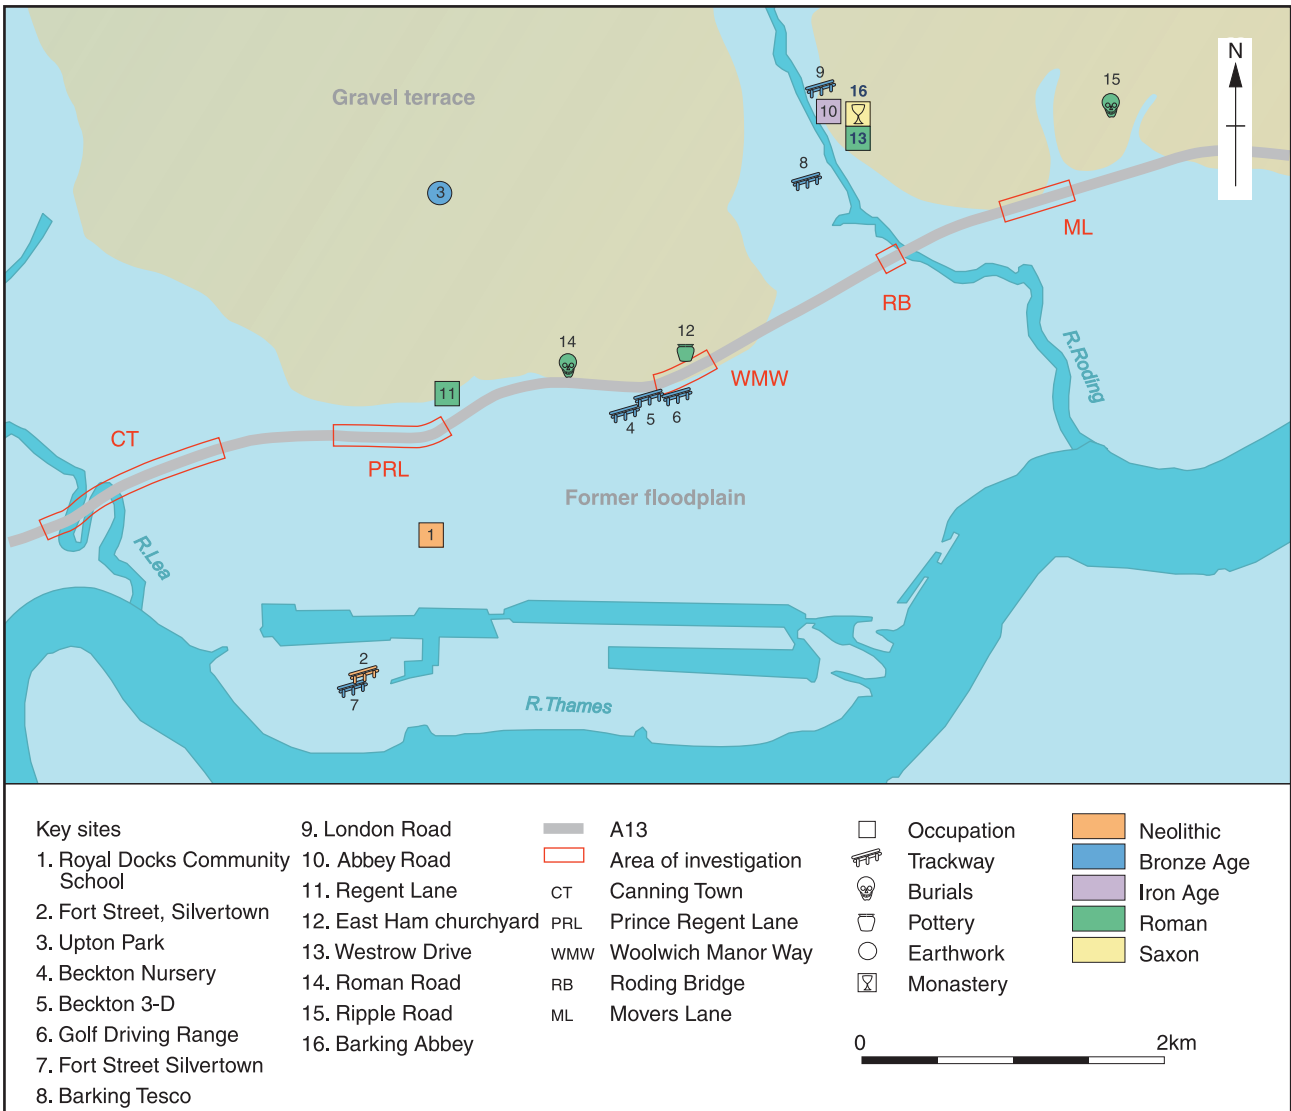 N
Gravel terrace
9
16
15
10
13
3
8
ML
RB
R.Roding
14
12
WMW
11
5
6
4
CT
PRL
Former floodplain
1
R.Lea
2
7
R.Thames
Key sites
1. Royal Docks Community
School
2. Fort Street, Silvertown
3. Upton Park
4. Beckton Nursery
5. Beckton 3-D
6. Golf Driving Range
7. Fort Street Silvertown
8. Barking Tesco
9. London Road
10. Abbey Road
11. Regent Lane
12. East Ham churchyard
13. Westrow Drive
14. Roman Road
15. Ripple Road
16. Barking Abbey
A13
Area of investigation
CT Canning Town
PRL Prince Regent Lane
WMW Woolwich Manor Way
RB Roding Bridge
ML Movers Lane
Occupation
Trackway
Burials
Pottery
Earthwork
Monastery
Neolithic
Bronze Age
Iron Age
Roman
Saxon
0 2km